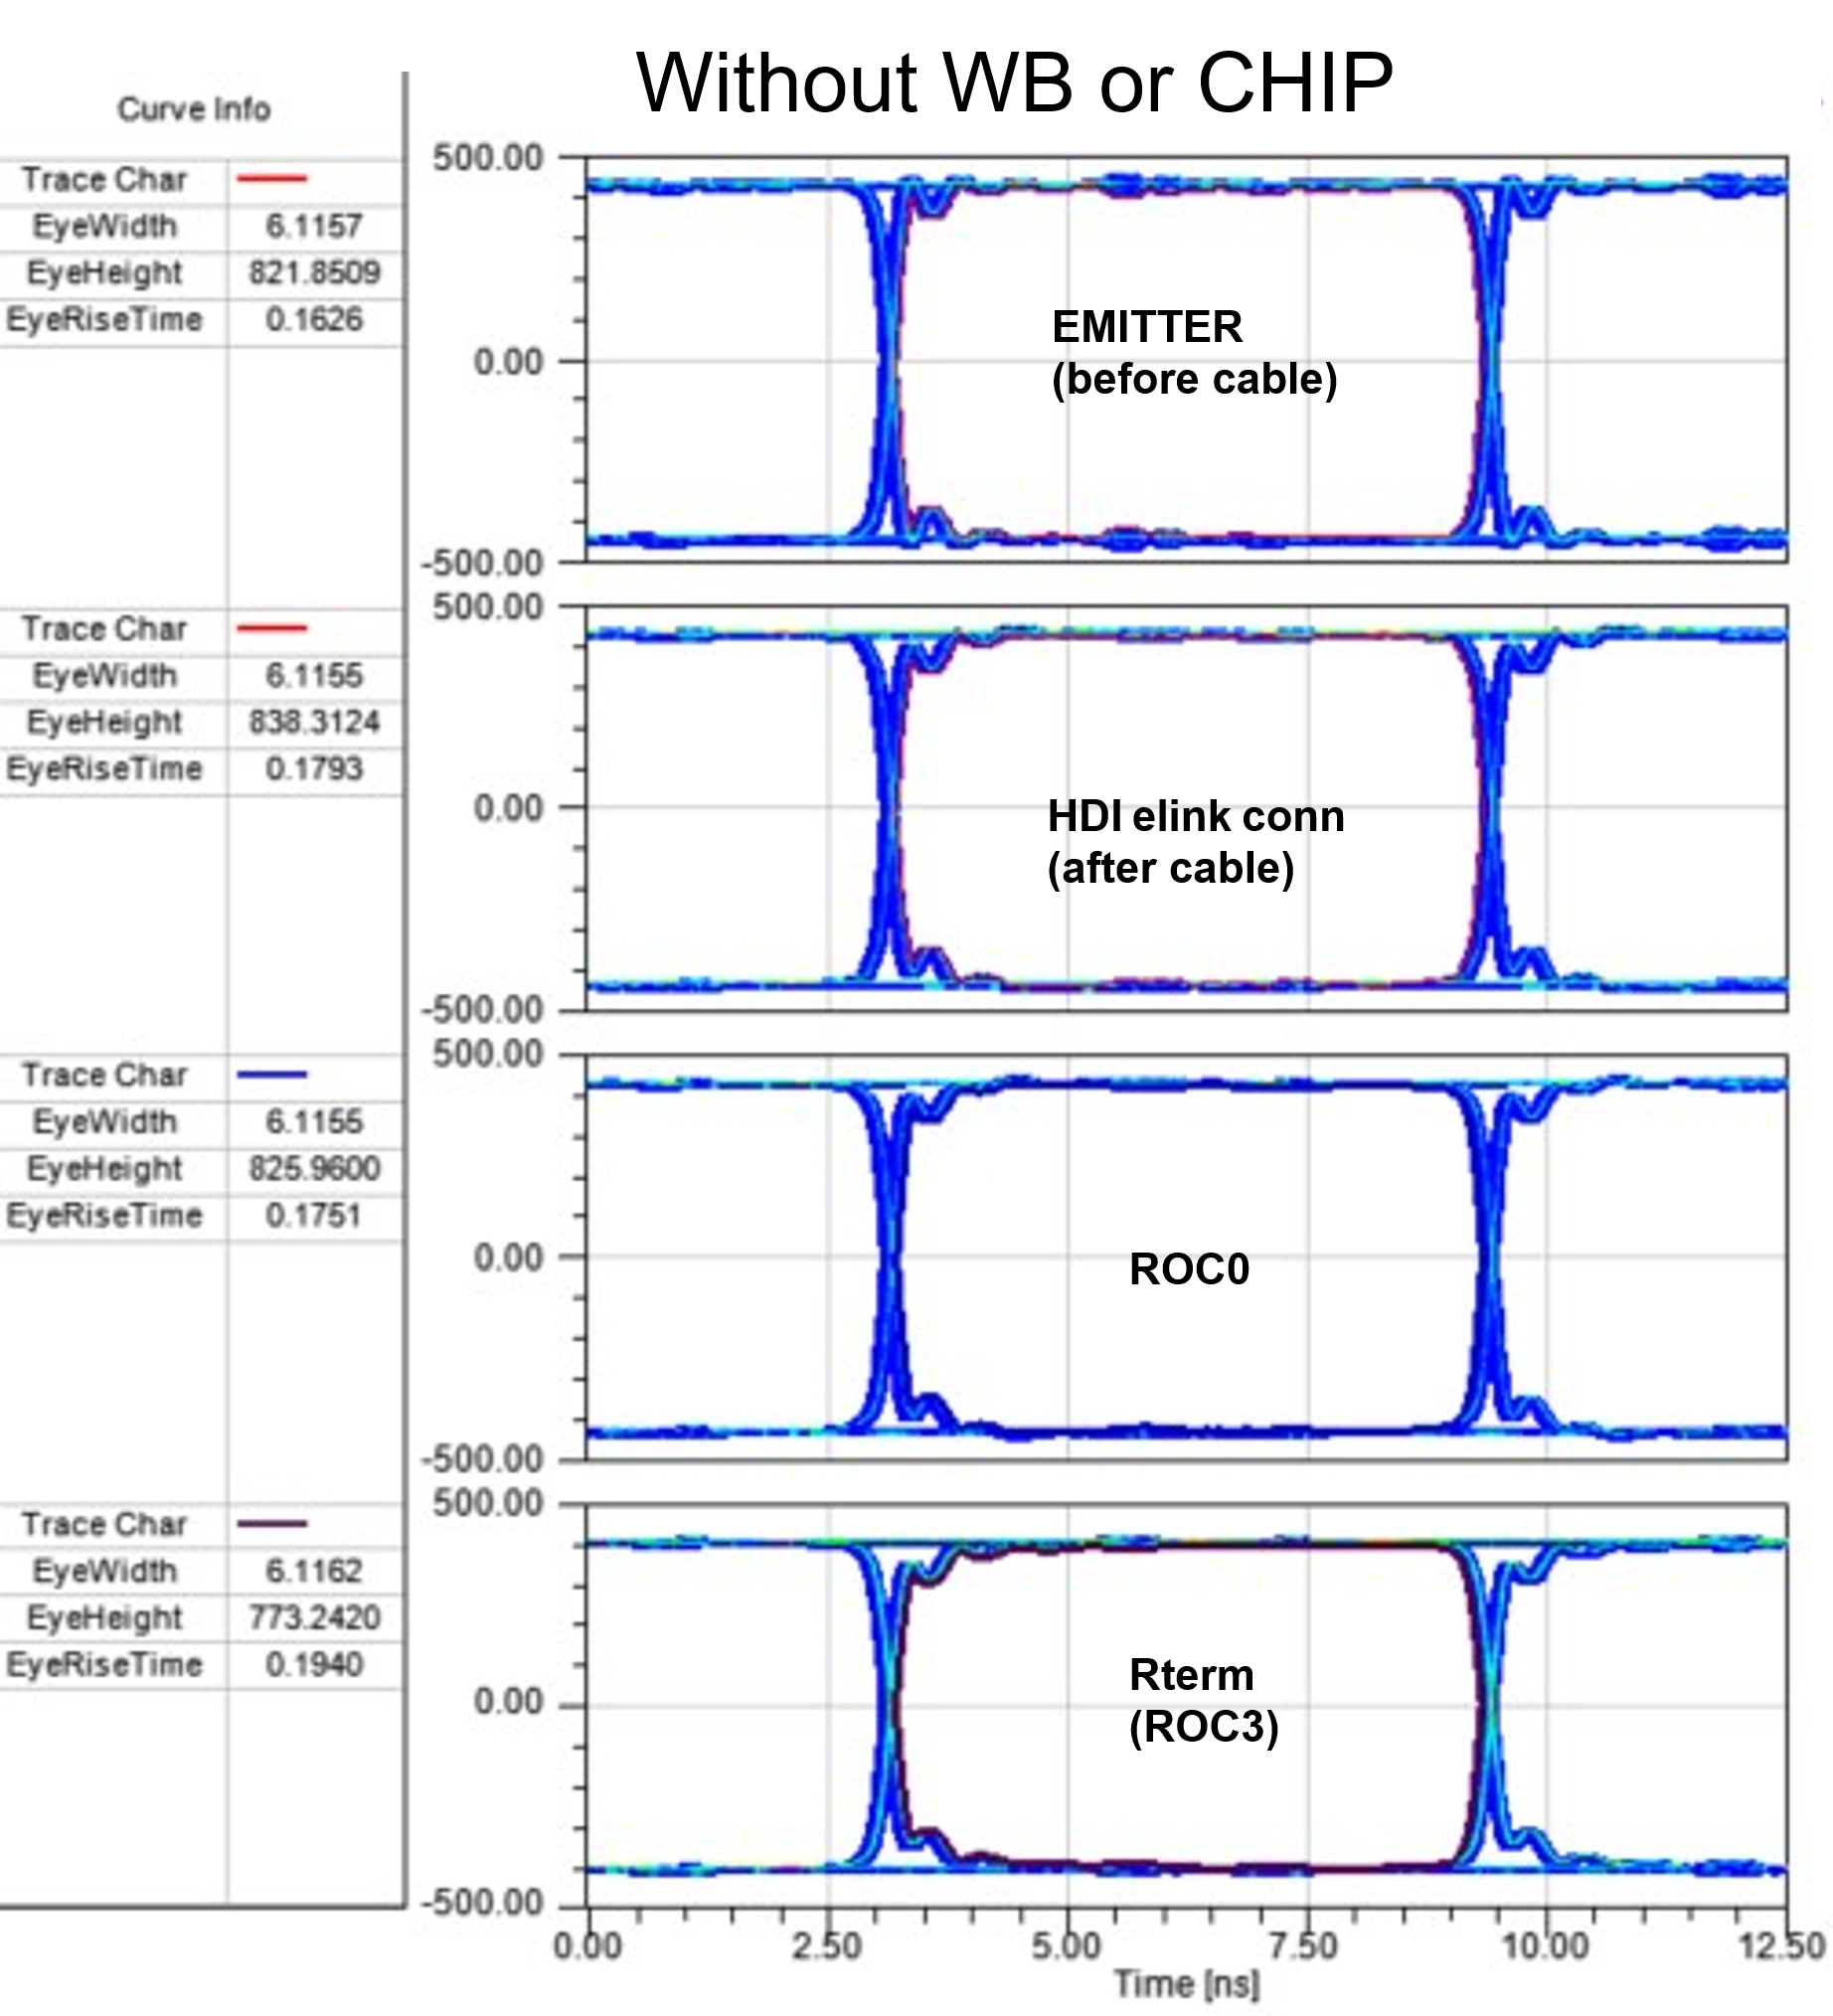 Without WB or CHIP
Curve Info
Trace Char
EyeWidth 6.1157
EyeHeight 821.8509
EyeRiseTime 0.1626
500.00
0.00
-500.00
EMITTER
(before cable)
Trace Char
EyeWidth 6.1155
EyeHeight 838.3124
EyeRiseTime 0.1793
500.00
0.00
-500.00
HDI elink conn
(after cable)
Trace Char
EyeWidth 6.1155
EyeHeight 825.9600
EyeRiseTime 0.1751
500.00
0.00
-500.00
ROC0
Trace Char
EyeWidth 6.1162
EyeHeight 773.2420
EyeRiseTime 0.1940
500.00
0.00
-500.00
Rterm
(ROC3)
0.00 2.50 5.00 7.50 10.00 12.50
Time [ns]